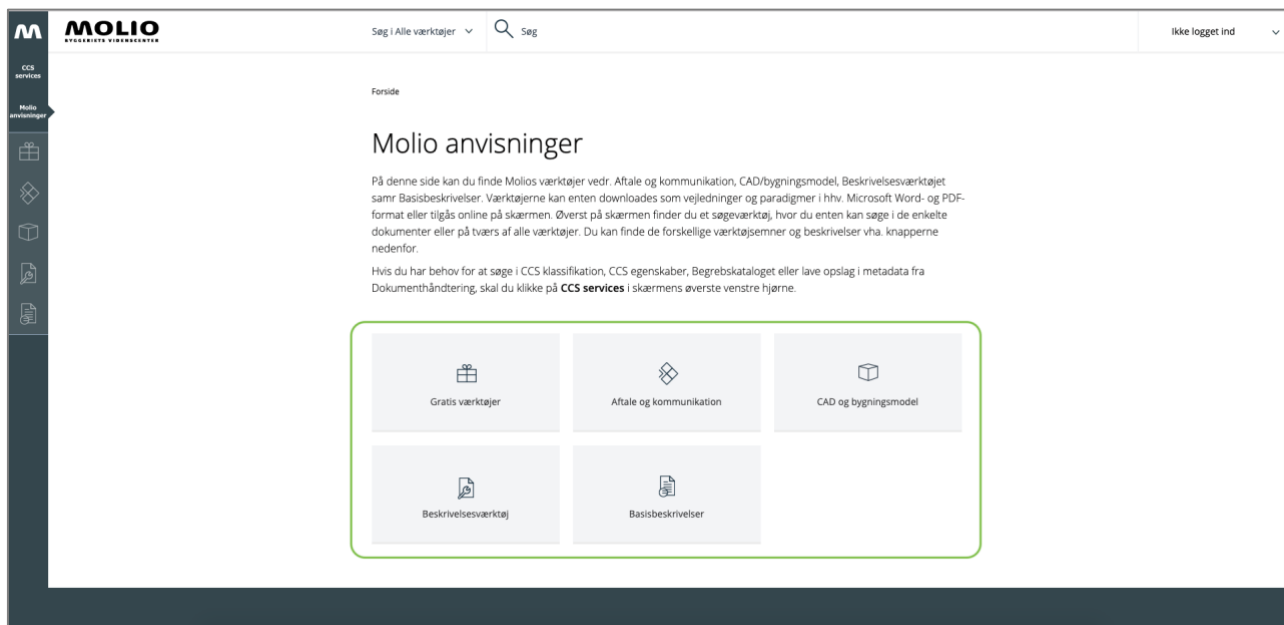 MOLIO
BYGGERIETS VIDENSCENTER
Søg i Alle værktøjer
Søg
Ikke logget ind
CCS
services
Molio
anvisninger
Forside
Molio anvisninger
På denne side kan du finde Molios værktøjer vedr. Aftale og kommunikation, CAD/bygningsmodel, Beskrivelsesværktøjet
samr Basisbeskrivelser. Værktøjerne kan enten downloades som vejledninger og paradigmer i hhv. Microsoft Word- og PDF-
format eller tilgås online på skærmen. Øverst på skærmen finder du et søgeværktøj, hvor du enten kan søge i de enkelte
dokumenter eller på tværs af alle værktøjer. Du kan finde de forskellige værktøjsemner og beskrivelser vha. knapperne
nedenfor.
Hvis du har behov for at søge i CCS klassifikation, CCS egenskaber, Begrebskataloget eller lave opslag i metadata fra
Dokumenthåndtering, skal du klikke på CCS services i skærmens øverste venstre hjørne.
Gratis værktøjer
Aftale og kommunikation
CAD og bygningsmodel
Beskrivelsesværktøj
Basisbeskrivelser